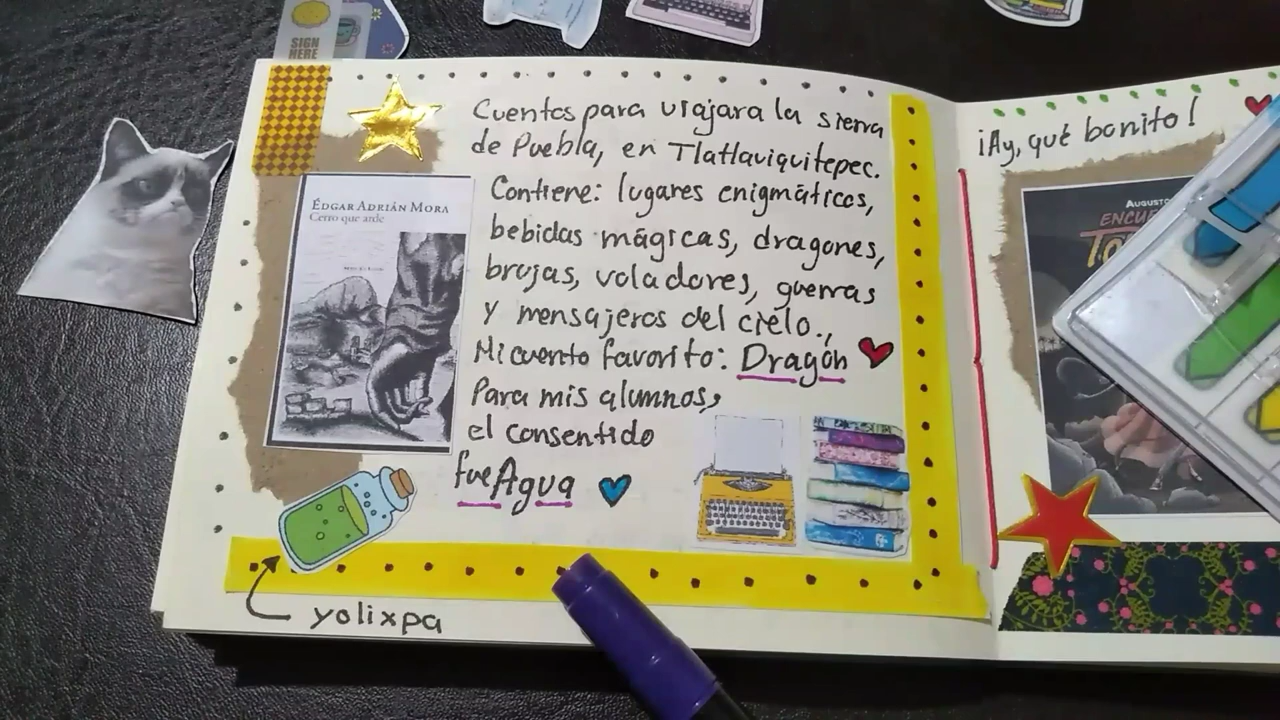 SIGN
HERE
Cuentos para viajar a la sierra
de Puebla, en Tlatlauiquitepec.
Contiene: lugares enigmáticos,
bebidas mágicas, dragones,
brujas, voladores, guerras
y mensajeros del cielo.
Mi cuento favorito: Dragón
Para mis alumnos,
el consentido
fue Agua
ÉDGAR ADRIÁN MORA
Cerro que arde
yolixpa
¡Ay, qué bonito!
AUGUSTO